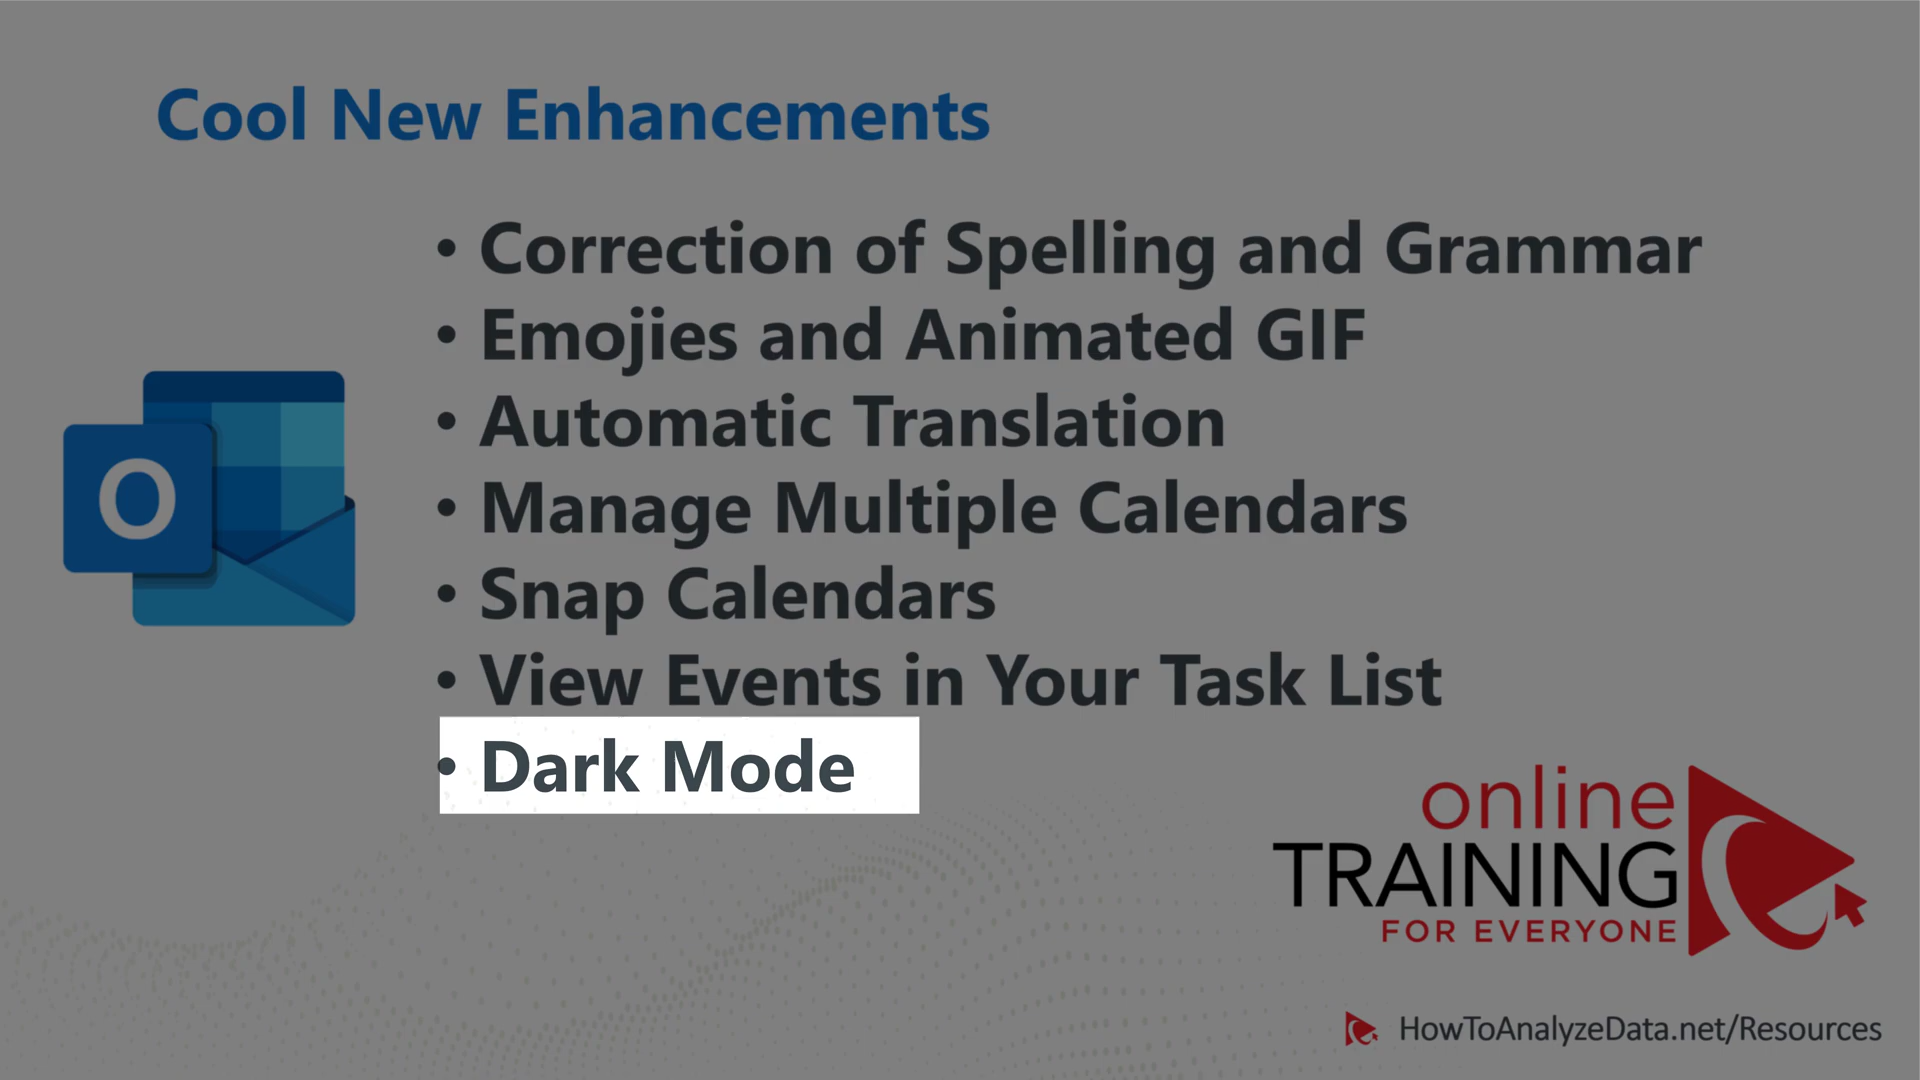 Cool New Enhancements
• Correction of Spelling and Grammar
• Emojies and Animated GIF
• Automatic Translation
• Manage Multiple Calendars
• Snap Calendars
• View Events in Your Task List
• Dark Mode
O
online
TRAINING
FOR EVERYONE
HowToAnalyzeData.net/Resources